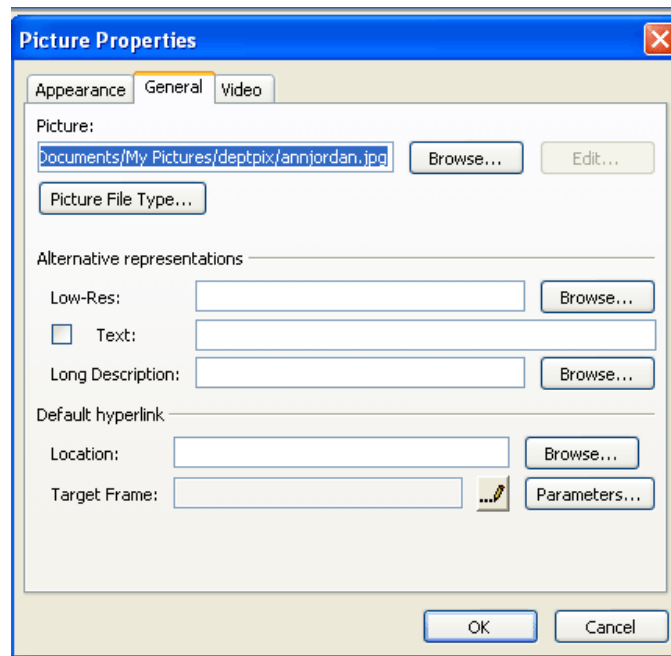 Picture Properties
Appearance General Video
Picture:
Documents/My Pictures/deptpix/annjordan.jpg Browse... Edit...
Picture File Type...
Alternative representations
Low-Res: Browse...
Text:
Long Description: Browse...
Default hyperlink
Location: Browse...
Target Frame: Parameters...
OK Cancel